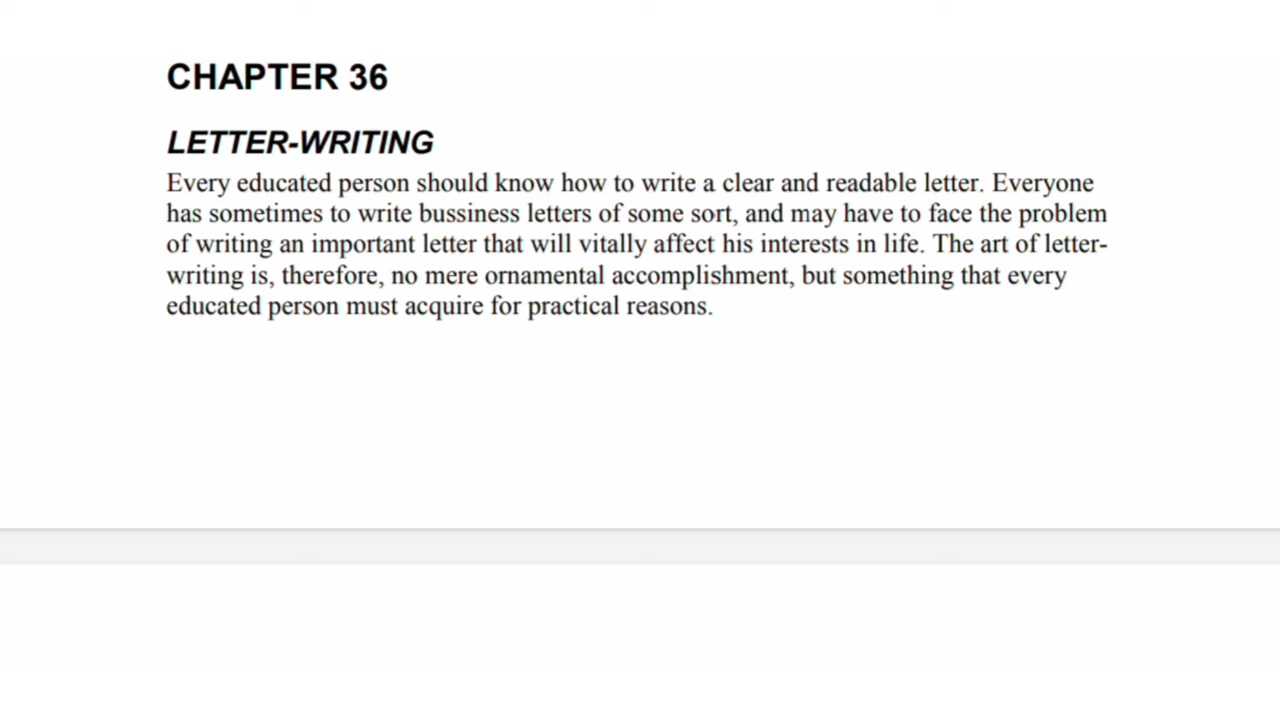 CHAPTER 36
LETTER-WRITING
Every educated person should know how to write a clear and readable letter. Everyone
has sometimes to write bussiness letters of some sort, and may have to face the problem
of writing an important letter that will vitally affect his interests in life. The art of letter-
writing is, therefore, no mere ornamental accomplishment, but something that every
educated person must acquire for practical reasons.